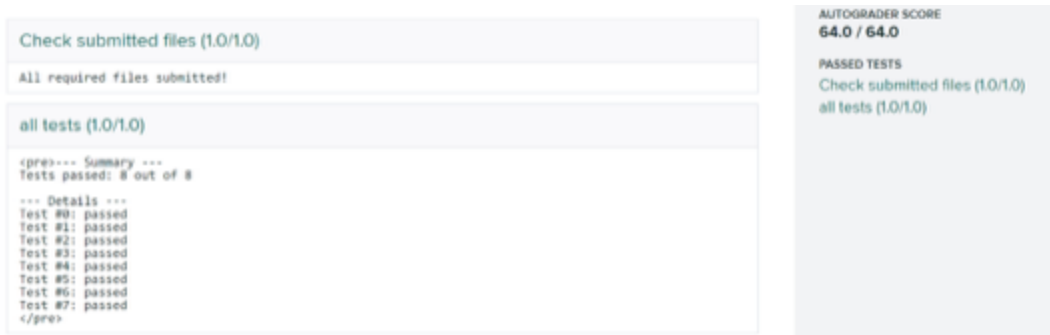 Check submitted files (1.0/1.0)
All required files submitted!
all tests (1.0/1.0)
<pre>--- Summary ---
Tests passed: 8 out of 8
--- Details ---
Test #0: passed
Test #1: passed
Test #2: passed
Test #3: passed
Test #4: passed
Test #5: passed
Test #6: passed
Test #7: passed
</pre>
AUTOGRADER SCORE
64.0 / 64.0
PASSED TESTS
Check submitted files (1.0/1.0)
all tests (1.0/1.0)